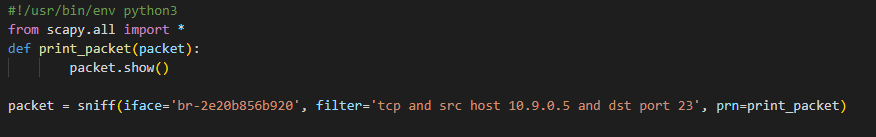 #!/usr/bin/env python3
from scapy.all import *
def print_packet(packet):
        packet.show()

packet = sniff(iface='br-2e20b856b920', filter='tcp and src host 10.9.0.5 and dst port 23', prn=print_packet)